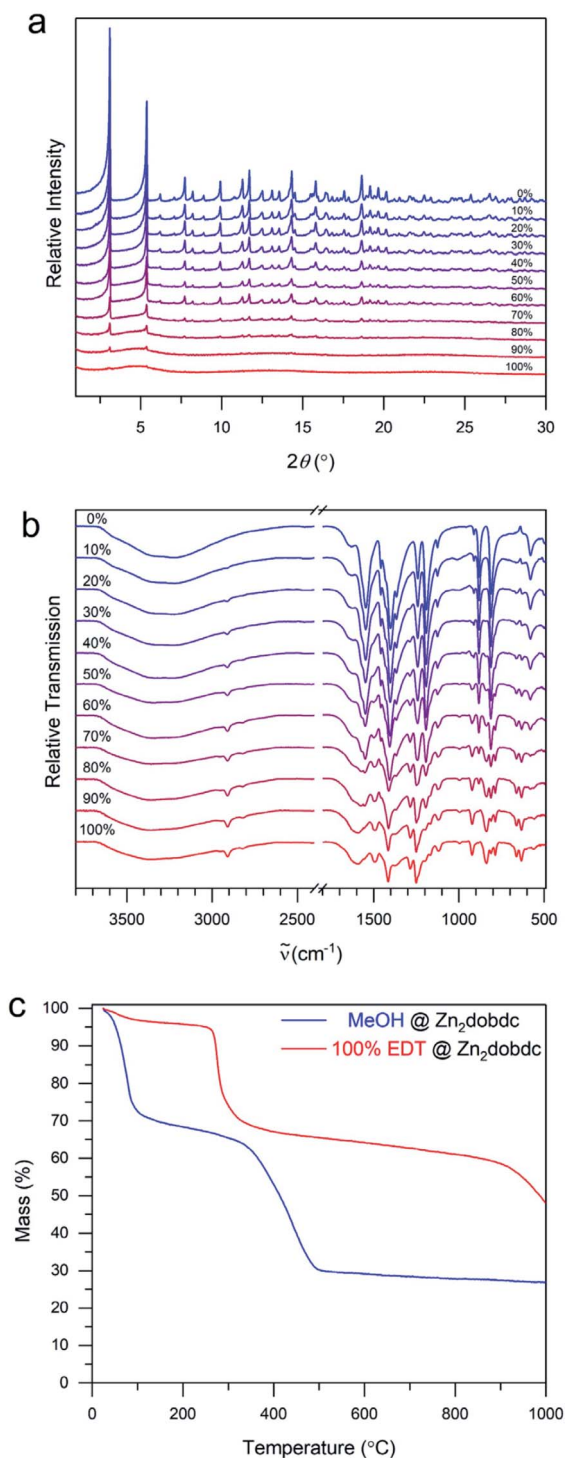 a
Relative Intensity
0%
10%
20%
30%
40%
50%
60%
70%
80%
90%
100%
5 10 15 20 25 30
2θ (°)
b
Relative Transmission
0%
10%
20%
30%
40%
50%
60%
70%
80%
90%
100%
3500 3000 2500 1500 1000 500
ṽ (cm⁻¹)
c
MeOH @ Zn₂dobdc
100% EDT @ Zn₂dobdc
Mass (%)
100
90
80
70
60
50
40
30
20
10
0
0 200 400 600 800 1000
Temperature (°C)